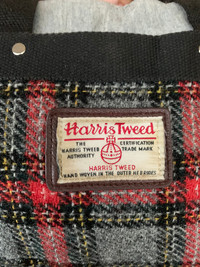 Harris Tweed
THE CERTIFICATION
HARRIS TWEED TRADE MARK
AUTHORITY
HARRIS TWEED
HAND WOVEN IN THE OUTER HEBRIDES